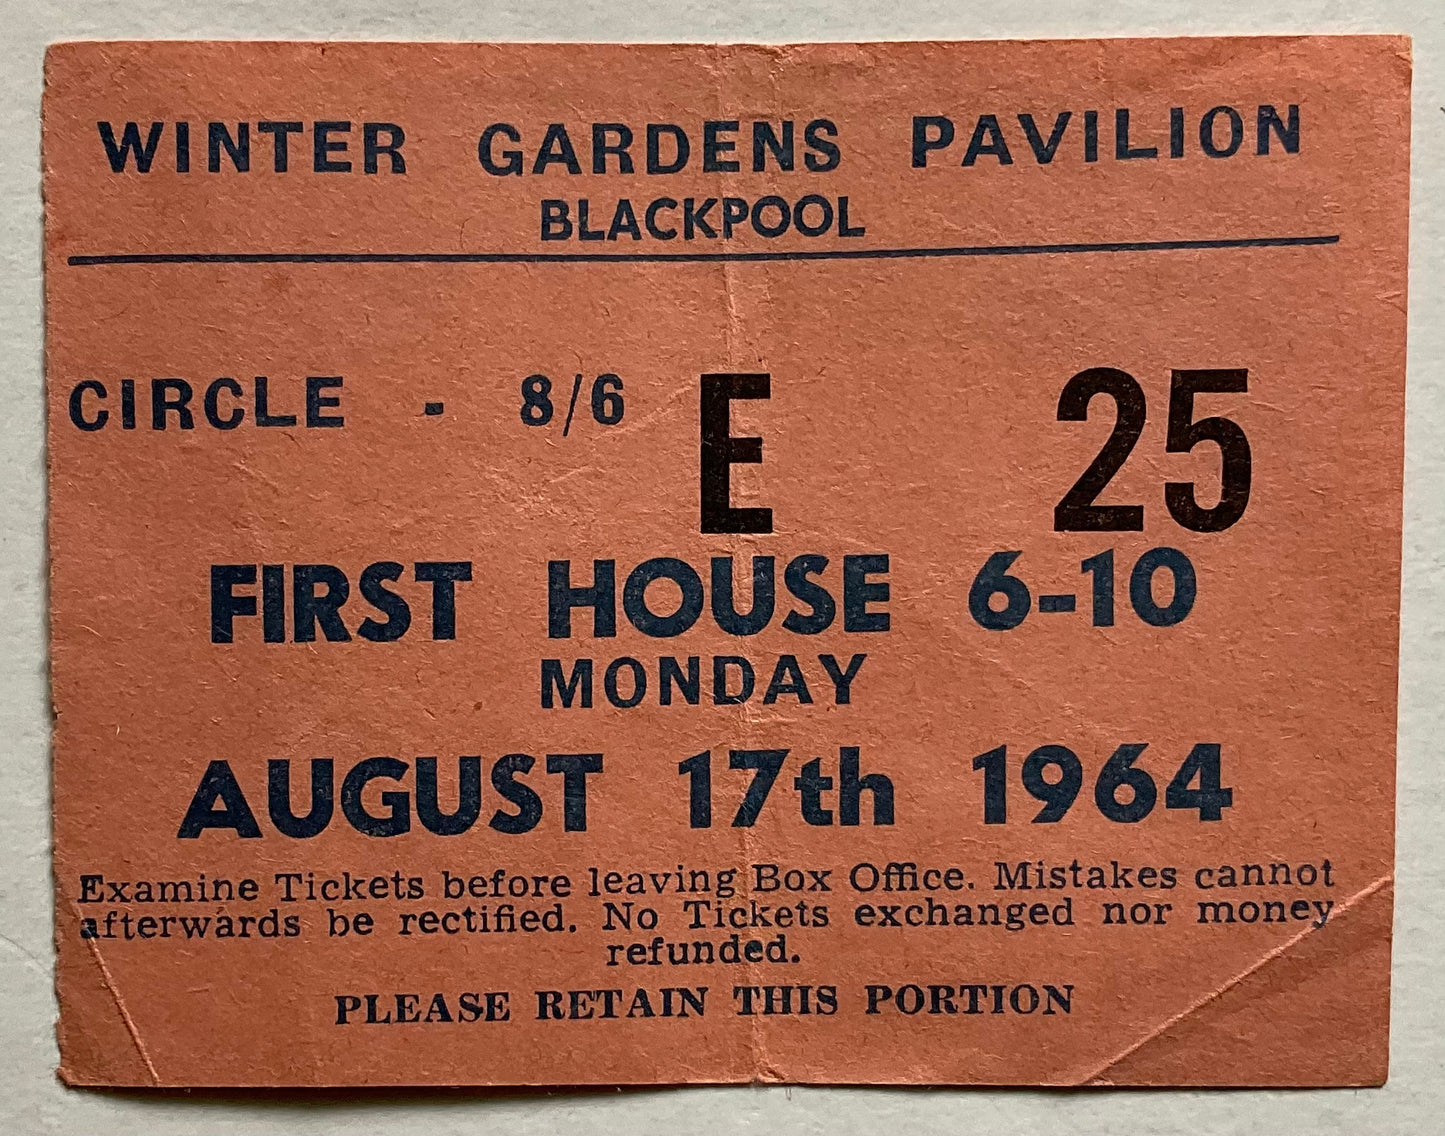 WINTER GARDENS PAVILION
BLACKPOOL
CIRCLE - 8/6 E 25
FIRST HOUSE 6-10
MONDAY
AUGUST 17th 1964
Examine Tickets before leaving Box Office. Mistakes cannot
afterwards be rectified. No Tickets exchanged nor money
refunded.
PLEASE RETAIN THIS PORTION